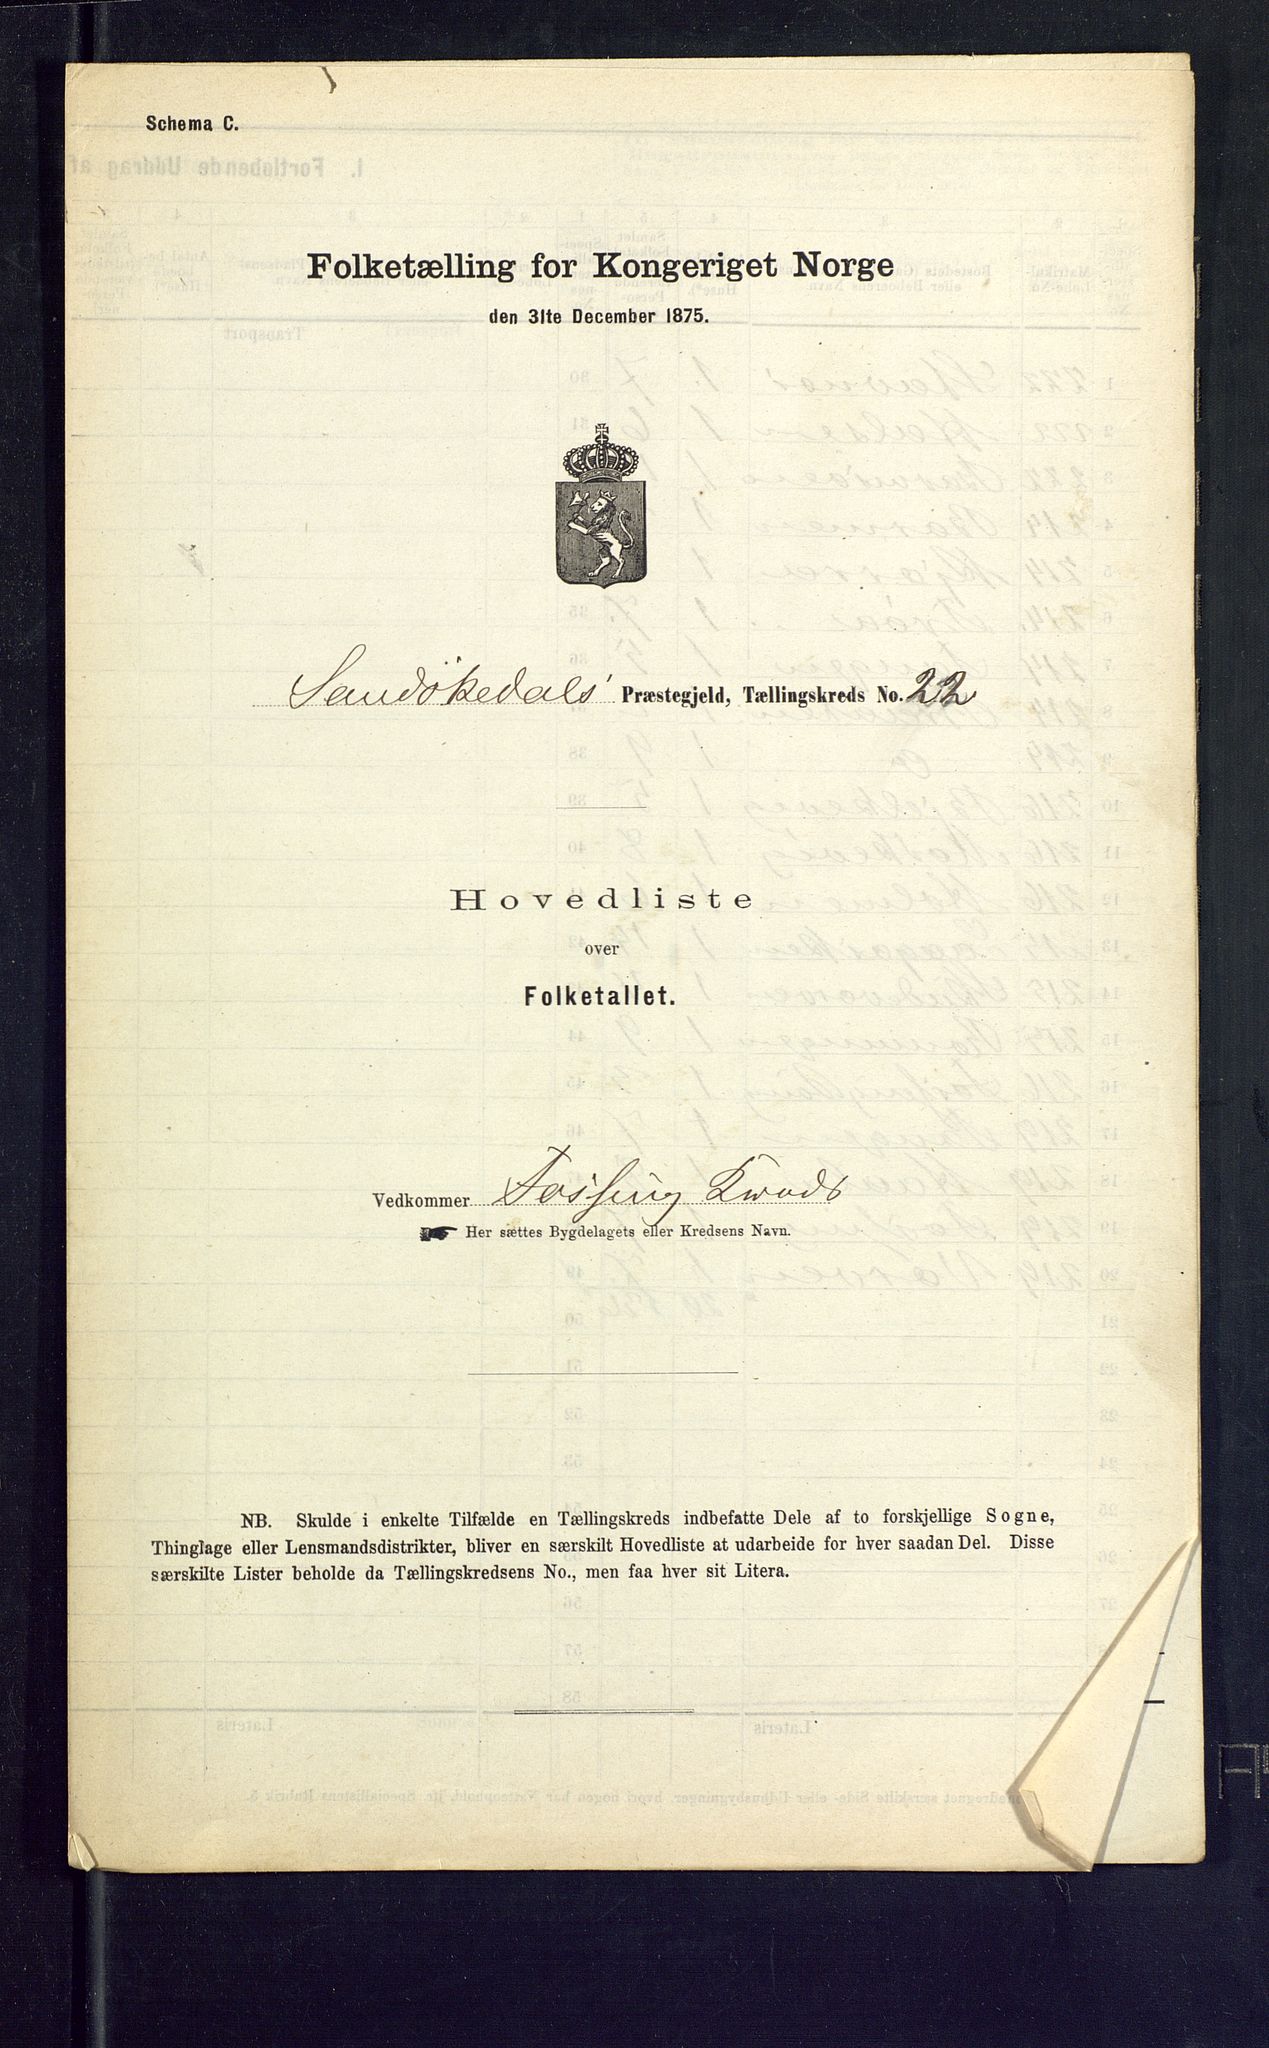 Schema C.
Folketælling for Kongeriget Norge
den 31te December 1875.
Sandøkedals Præstegjeld, Tællingskreds No. 22
Hovedliste
over
Folketallet.
Vedkommer Fossing Kreds
Her sættes Bygdelagets eller Kredsens Navn.
NB. Skulde i enkelte Tilfælde en Tællingskreds indbefatte Dele af to forskjellige Sogne,
Thinglage eller Lensmandsdistrikter, bliver en særskilt Hovedliste at udarbeide for hver saadan Del. Disse
særskilte Lister beholde da Tællingskredsens No., men faa hver sit Litera.